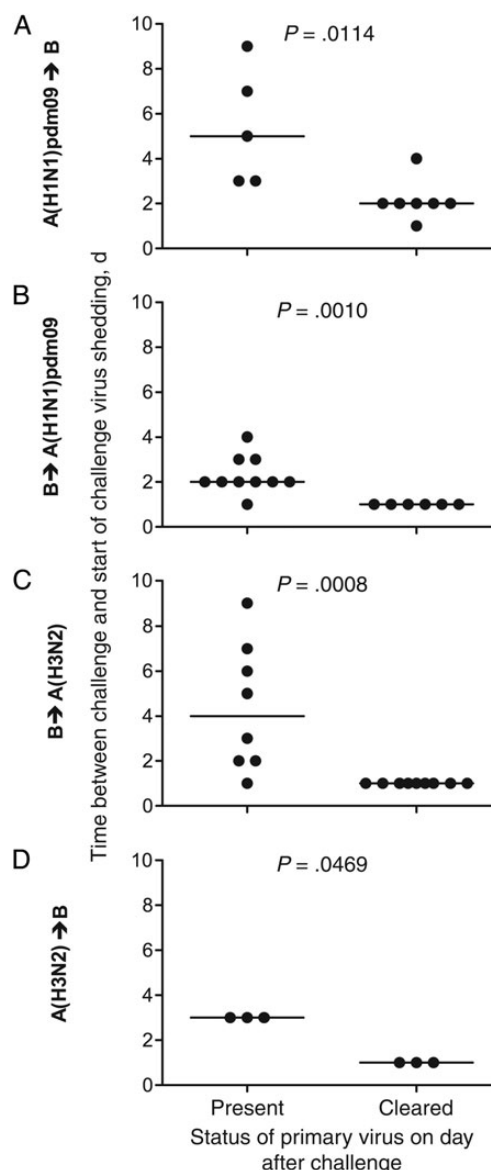 A
A(H1N1)pdm09 ➔ B
10
8
6
4
2
0
P = .0114
B
B➔ A(H1N1)pdm09
10
8
6
4
2
0
P = .0010
Time between challenge and start of challenge virus shedding, d
C
B➔ A(H3N2)
10
8
6
4
2
0
P = .0008
D
A(H3N2) ➔B
10
8
6
4
2
0
P = .0469
Present Cleared
Status of primary virus on day
after challenge